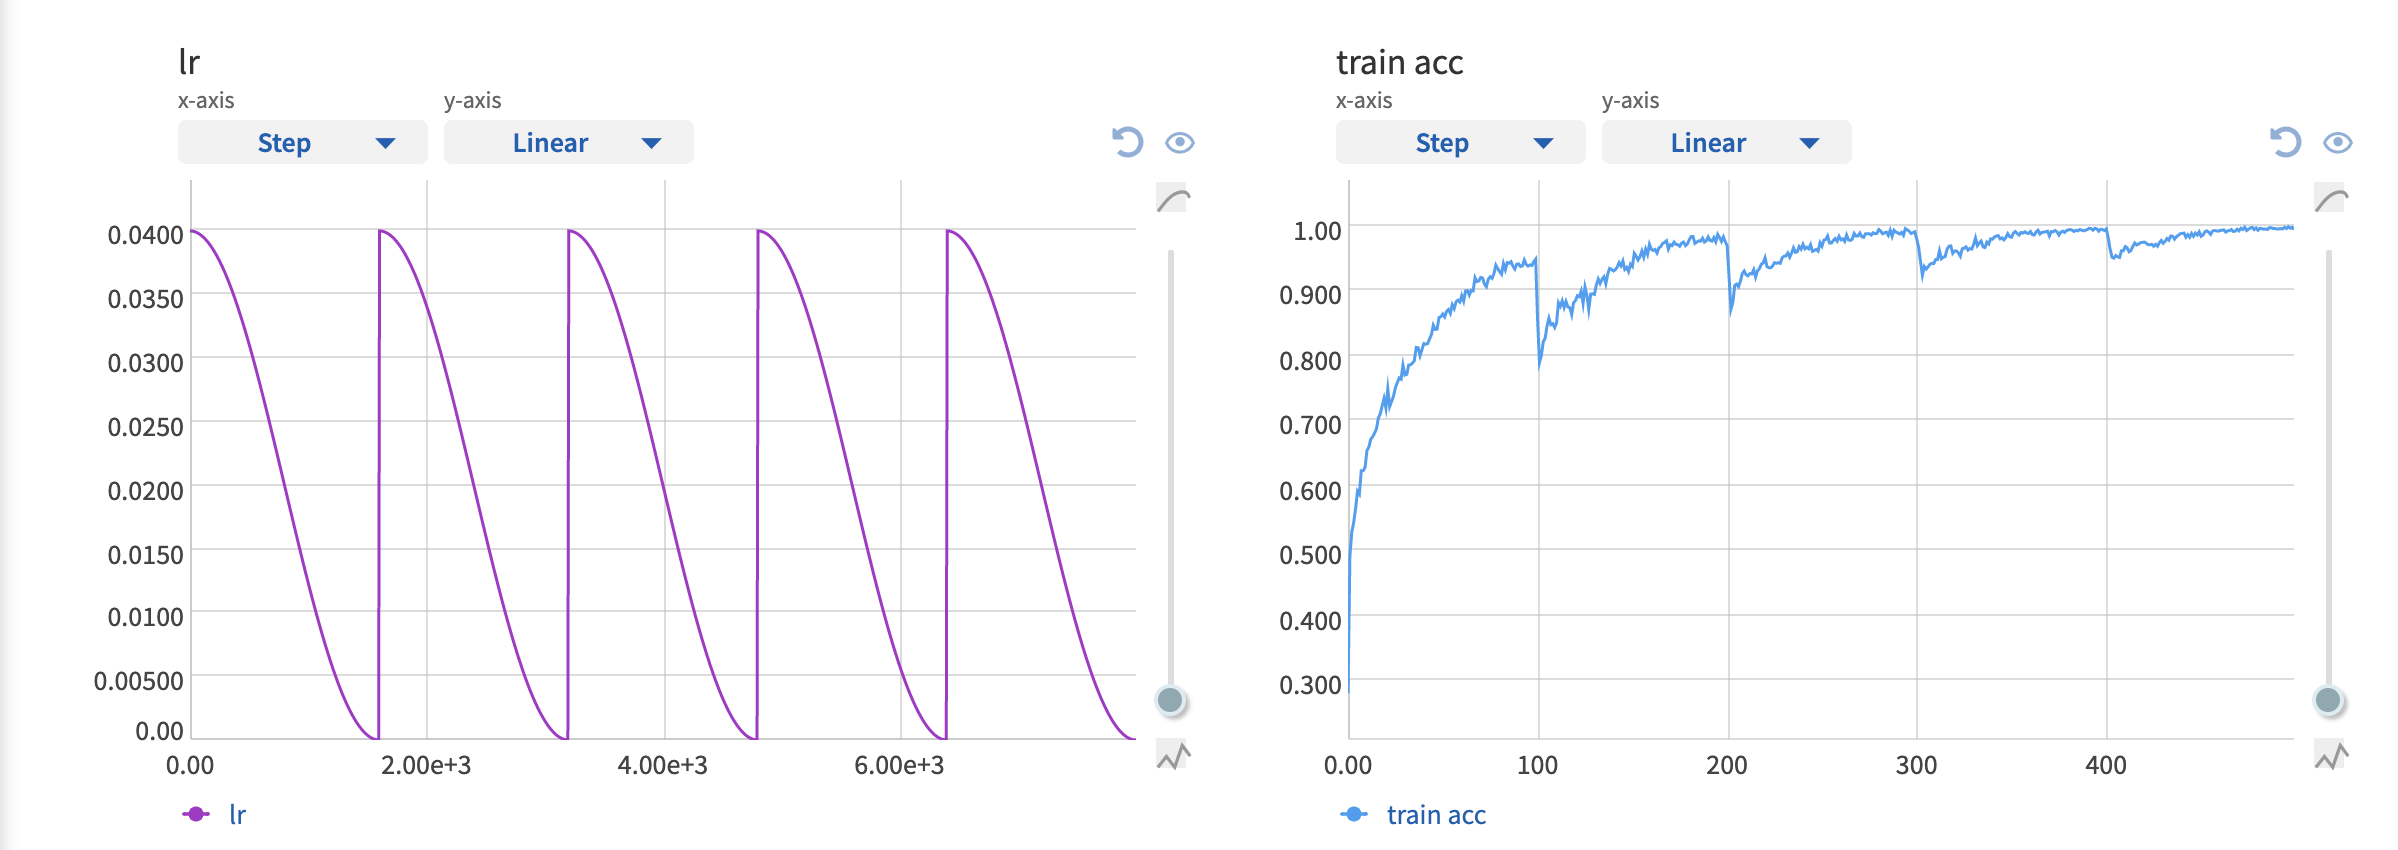 lr
x-axis y-axis
Step Linear
0.0400
0.0350
0.0300
0.0250
0.0200
0.0150
0.0100
0.00500
0.00
0.00 2.00e+3 4.00e+3 6.00e+3
lr
train acc
x-axis y-axis
Step Linear
1.00
0.900
0.800
0.700
0.600
0.500
0.400
0.300
0.00 100 200 300 400
train acc